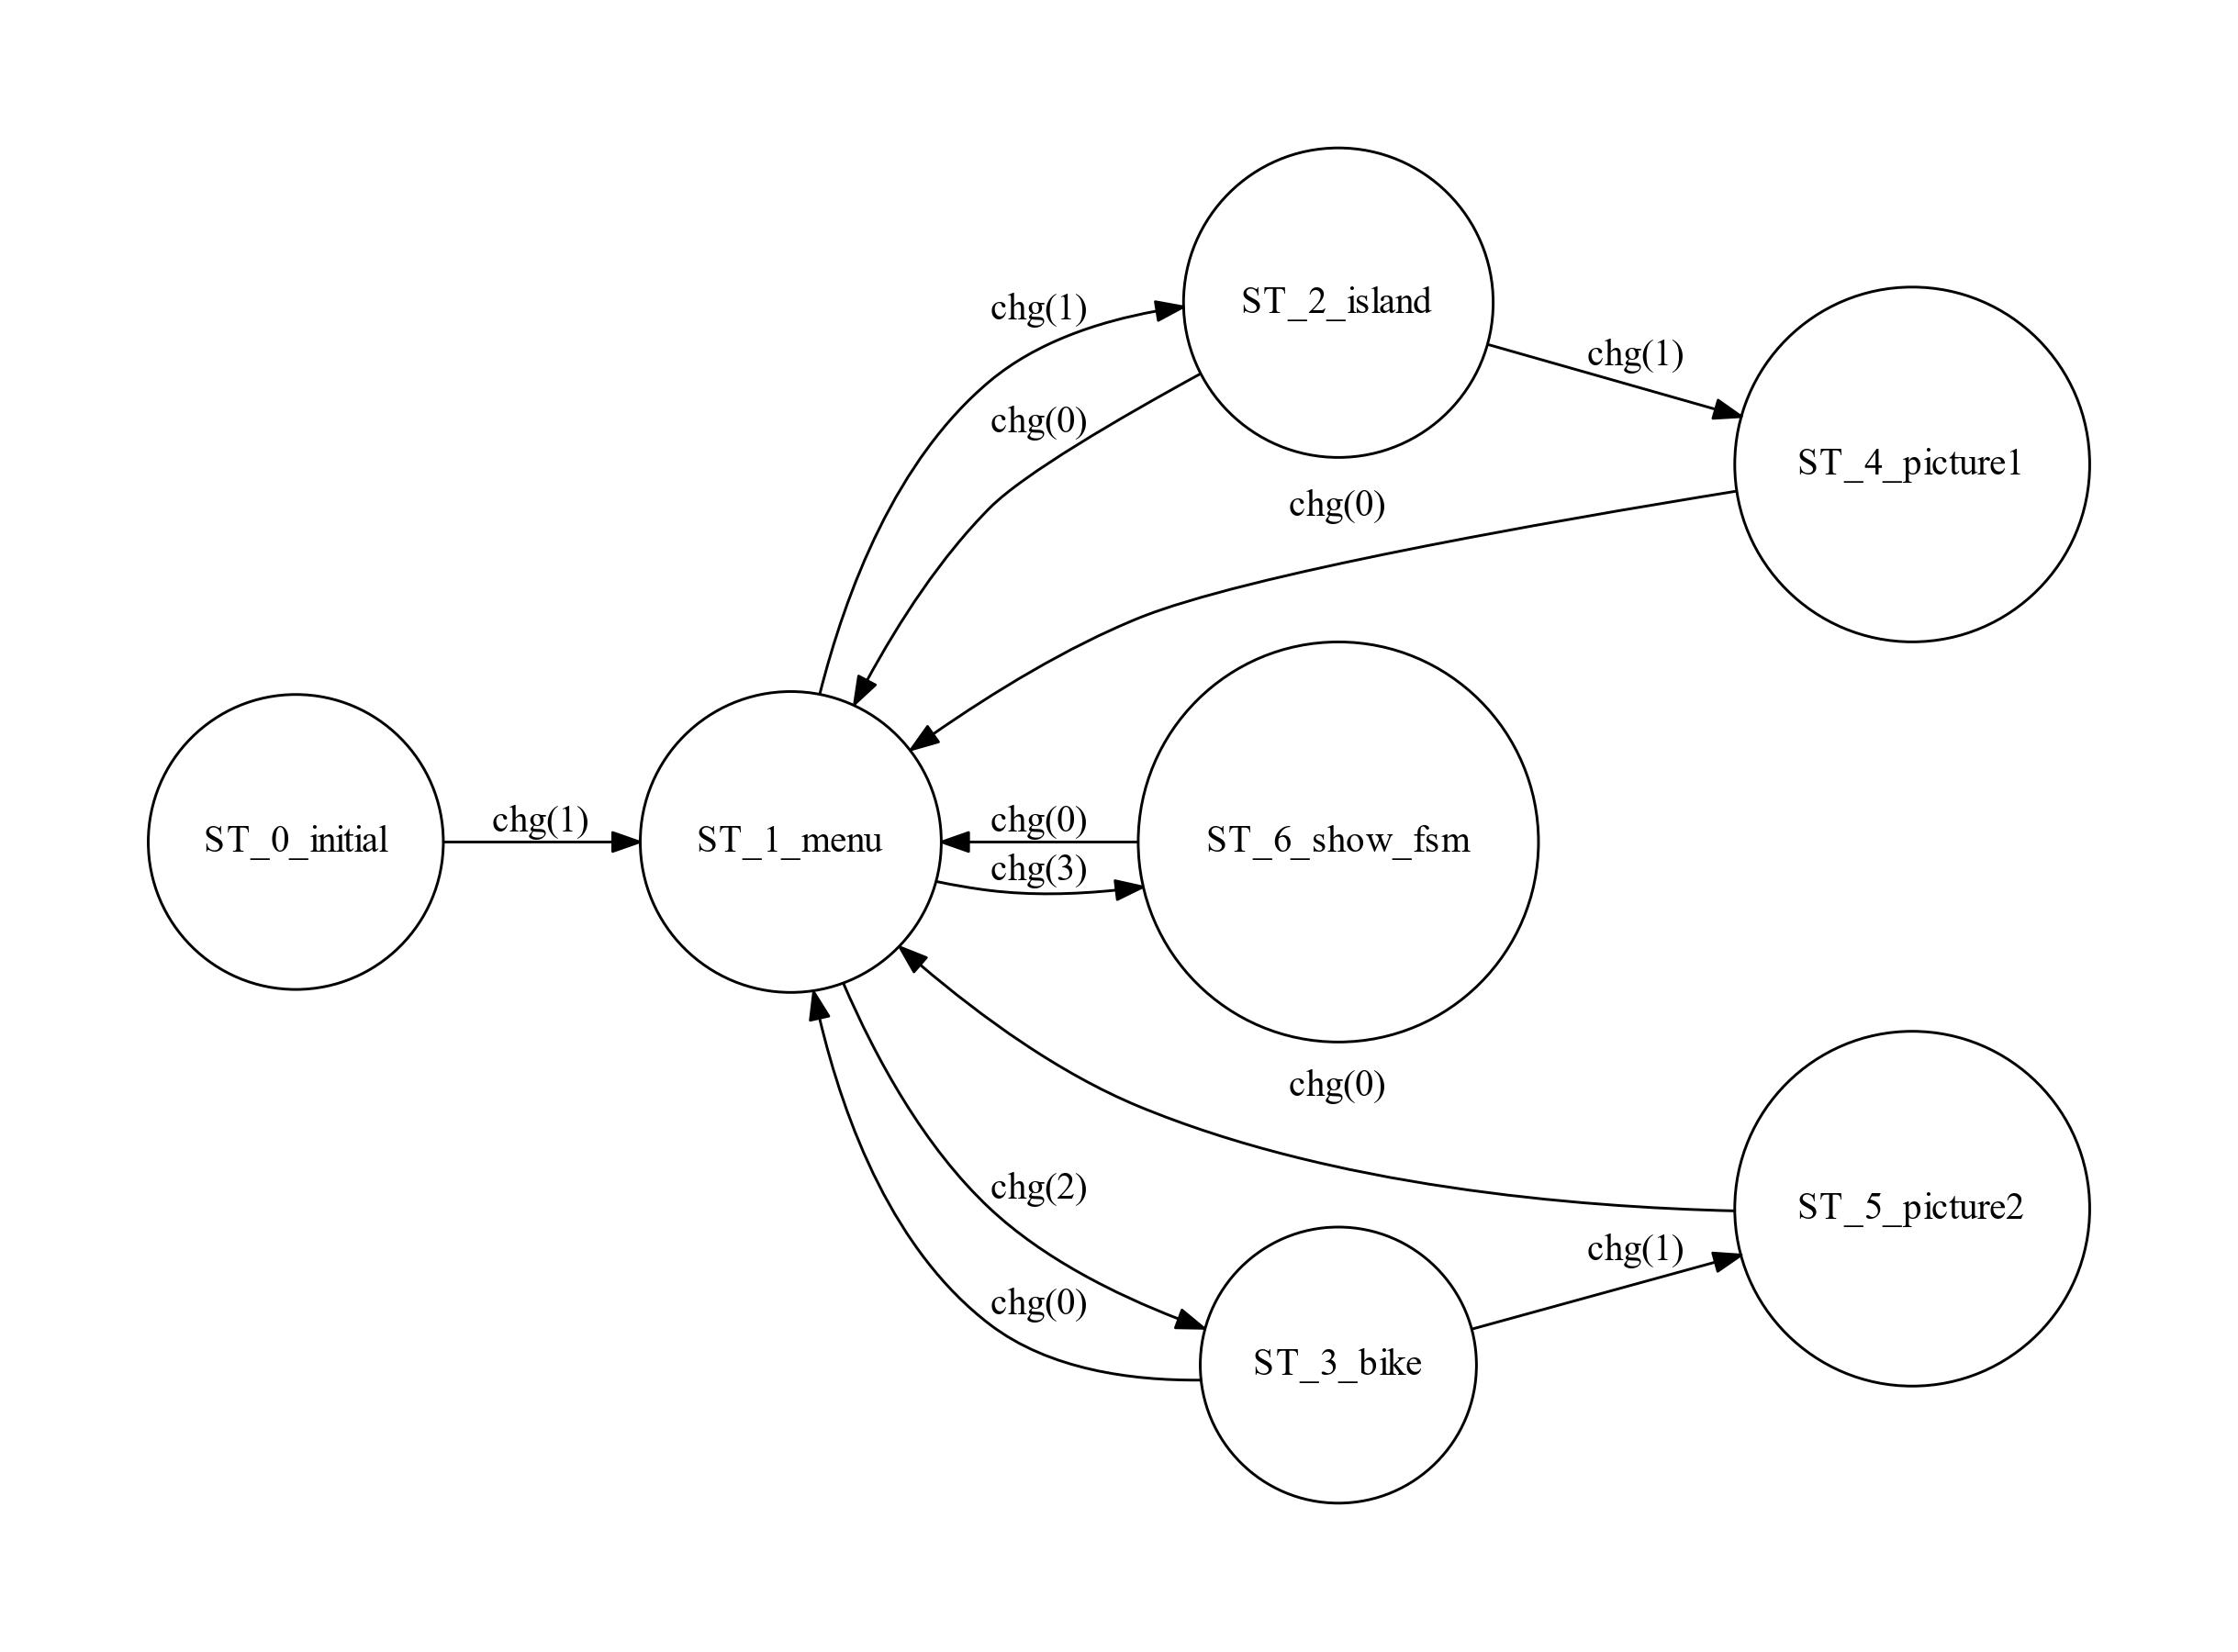 ST_2_island
chg(1)
chg(1)
chg(0)
ST_4_picture1
chg(0)
ST_0_initial
chg(1)
ST_1_menu
chg(0)
chg(3)
ST_6_show_fsm
chg(0)
chg(2)
ST_5_picture2
chg(1)
chg(0)
ST_3_bike